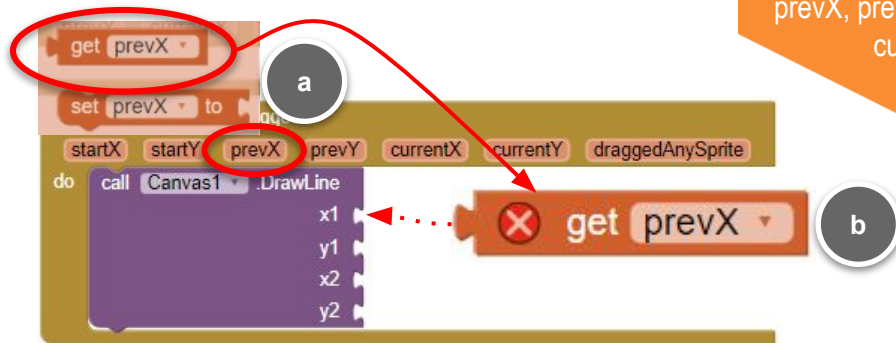 prevX, pre
cu
get prevX
a
set prevX to
startX startY prevX prevY currentX currentY draggedAnySprite
do call Canvas1 .DrawLine
x1
get prevX
b
y1
x2
y2